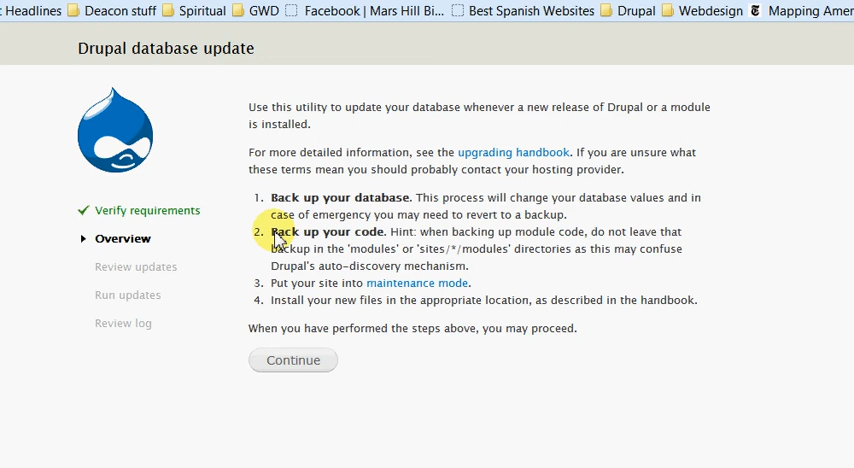 t Headlines Deacon stuff Spiritual GWD Facebook | Mars Hill Bi... Best Spanish Websites Drupal Webdesign T Mapping Amer
Drupal database update
Use this utility to update your database whenever a new release of Drupal or a module
is installed.
For more detailed information, see the upgrading handbook. If you are unsure what
these terms mean you should probably contact your hosting provider.
Verify requirements
Overview
Review updates
Run updates
Review log
1. Back up your database. This process will change your database values and in
case of emergency you may need to revert to a backup.
2. Back up your code. Hint: when backing up module code, do not leave that
backup in the 'modules' or 'sites/*/modules' directories as this may confuse
Drupal's auto-discovery mechanism.
3. Put your site into maintenance mode.
4. Install your new files in the appropriate location, as described in the handbook.
When you have performed the steps above, you may proceed.
Continue